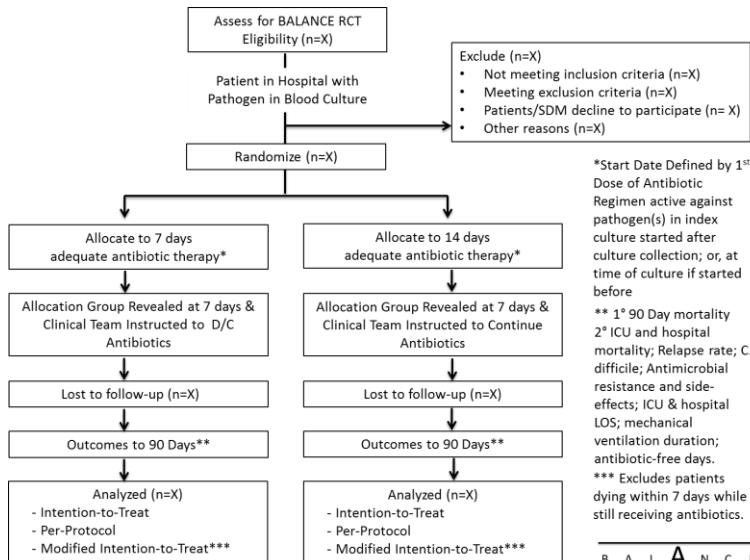 Assess for BALANCE RCT
Eligibility (n=X)
Patient in Hospital with
Pathogen in Blood Culture
Exclude (n=X)
• Not meeting inclusion criteria (n=X)
• Meeting exclusion criteria (n=X)
• Patients/SDM decline to participate (n= X)
• Other reasons (n=X)
Randomize (n=X)
Allocate to 7 days
adequate antibiotic therapy*
Allocation Group Revealed at 7 days &
Clinical Team Instructed to D/C
Antibiotics
Lost to follow-up (n=X)
Outcomes to 90 Days**
Analyzed (n=X)
- Intention-to-Treat
- Per-Protocol
- Modified Intention-to-Treat***
Allocate to 14 days
adequate antibiotic therapy*
Allocation Group Revealed at 7 days &
Clinical Team Instructed to Continue
Antibiotics
Lost to follow-up (n=X)
Outcomes to 90 Days**
Analyzed (n=X)
- Intention-to-Treat
- Per-Protocol
- Modified Intention-to-Treat***
*Start Date Defined by 1st
Dose of Antibiotic
Regimen active against
pathogen(s) in index
culture started after
culture collection; or, at
time of culture if started
before
** 1° 90 Day mortality
2° ICU and hospital
mortality; Relapse rate; C.
difficile; Antimicrobial
resistance and side-
effects; ICU & hospital
LOS; mechanical
ventilation duration;
antibiotic-free days.
*** Excludes patients
dying within 7 days while
still receiving antibiotics.
B A L A N C